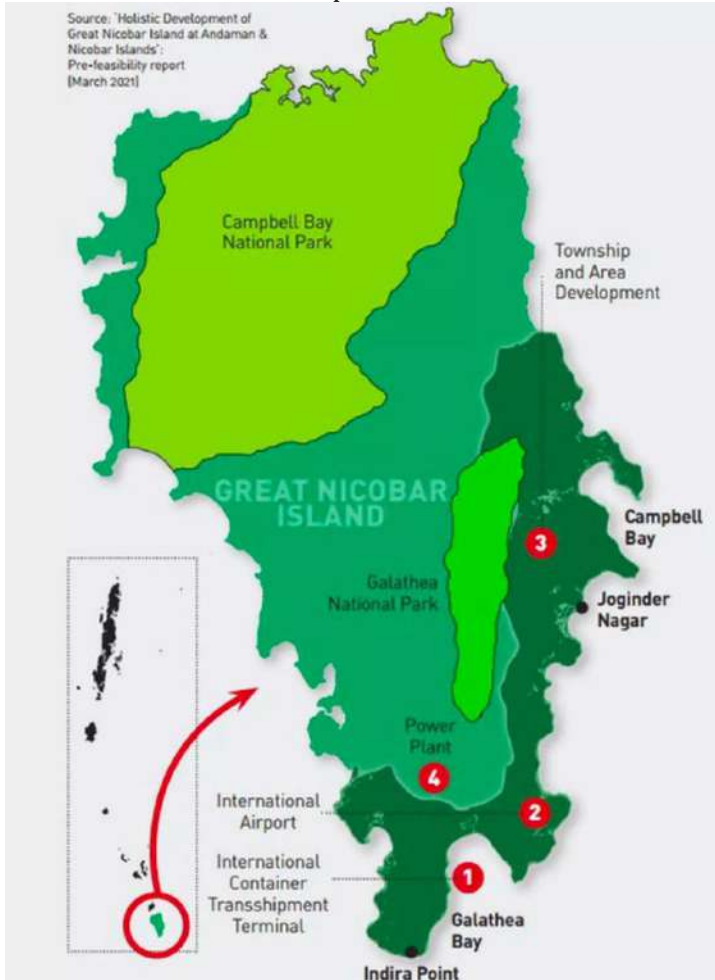 Source: 'Holistic Development of
Great Nicobar Island at Andaman &
Nicobar Islands':
Pre-feasibility report
(March 2021)
Campbell Bay
National Park
Township
and Area
Development
GREAT NICOBAR
ISLAND
Campbell
Bay
3
Galathea
National Park
Joginder
Nagar
Power
Plant
4
International
Airport
2
International
Container
Transshipment
Terminal
1
Galathea
Bay
Indira Point